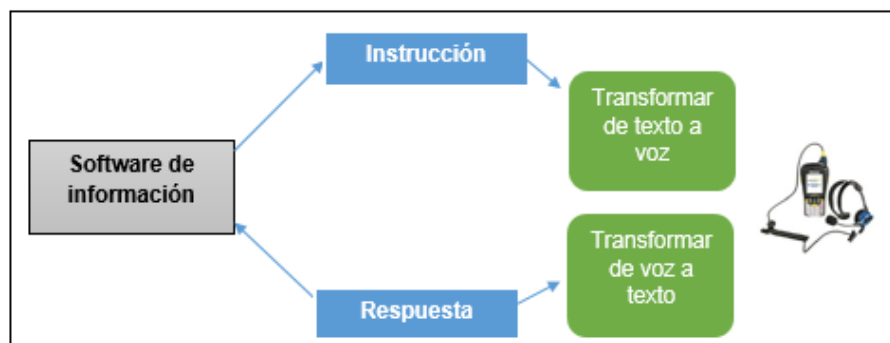 Instrucción
Transformar
de texto a
voz
Software de
información
Transformar
de voz a
texto
Respuesta